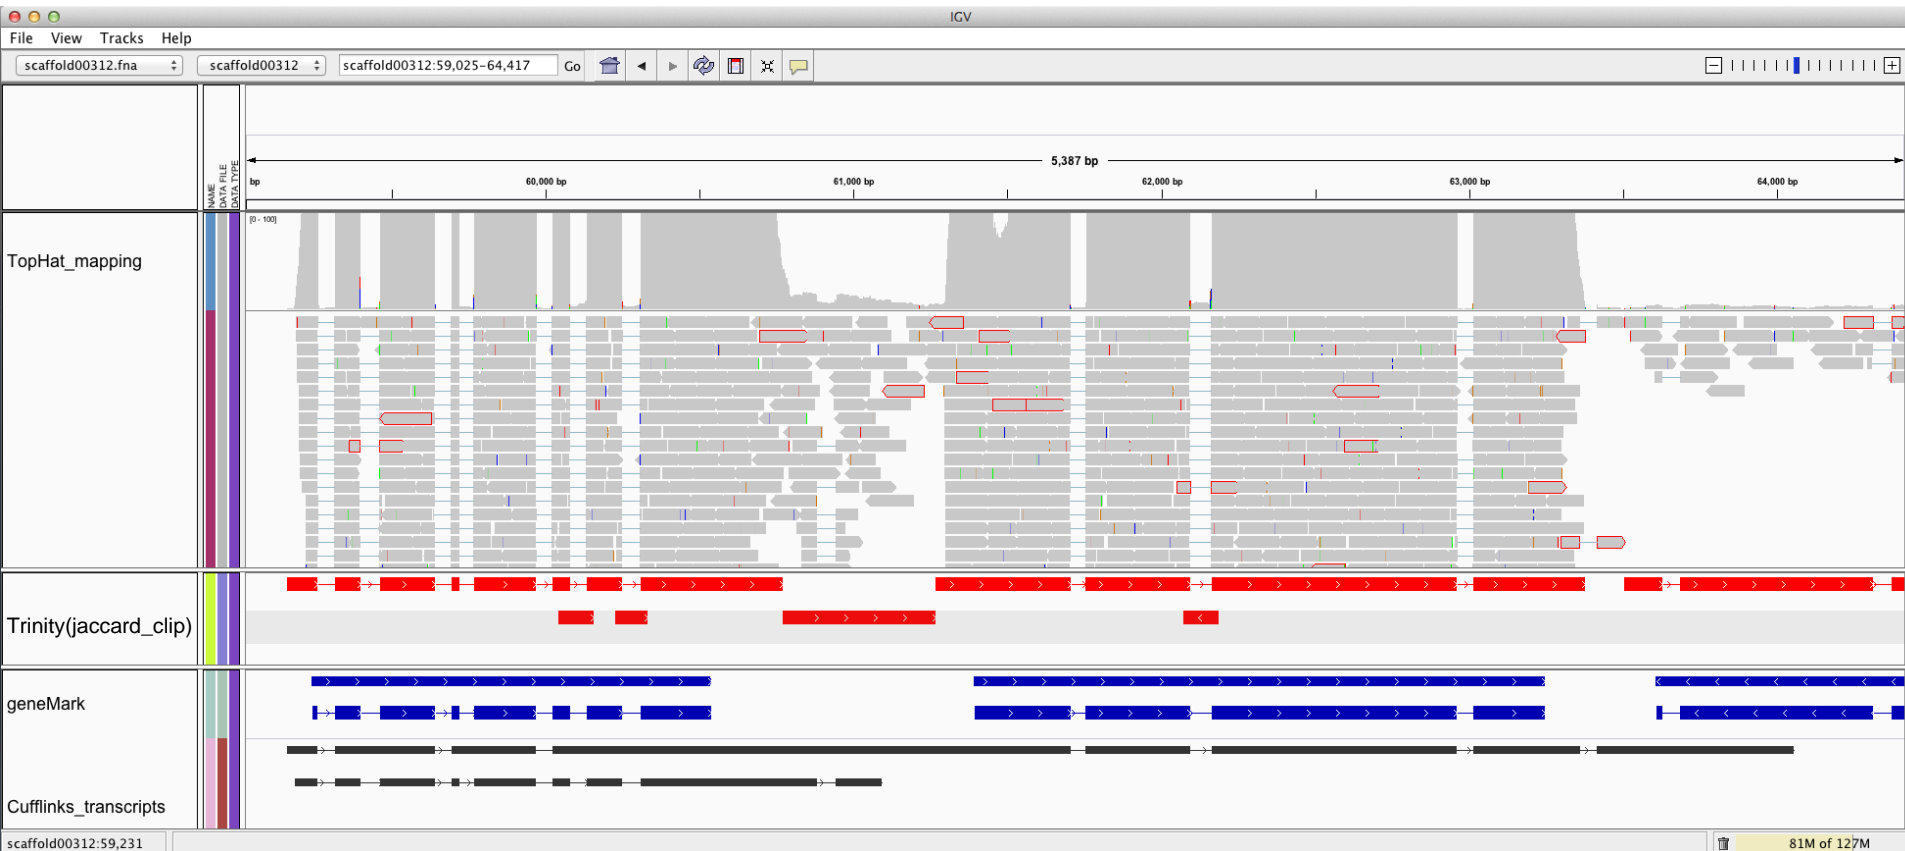 IGV
File View Tracks Help
scaffold00312.fna scaffold00312 scaffold00312:59,025-64,417 Go
NAME
DATA FILE
DATA TYPE
5,387 bp
bp 60,000 bp 61,000 bp 62,000 bp 63,000 bp 64,000 bp
[0 - 100]
TopHat_mapping
Trinity(jaccard_clip)
geneMark
Cufflinks_transcripts
scaffold00312:59,231 81M of 127M